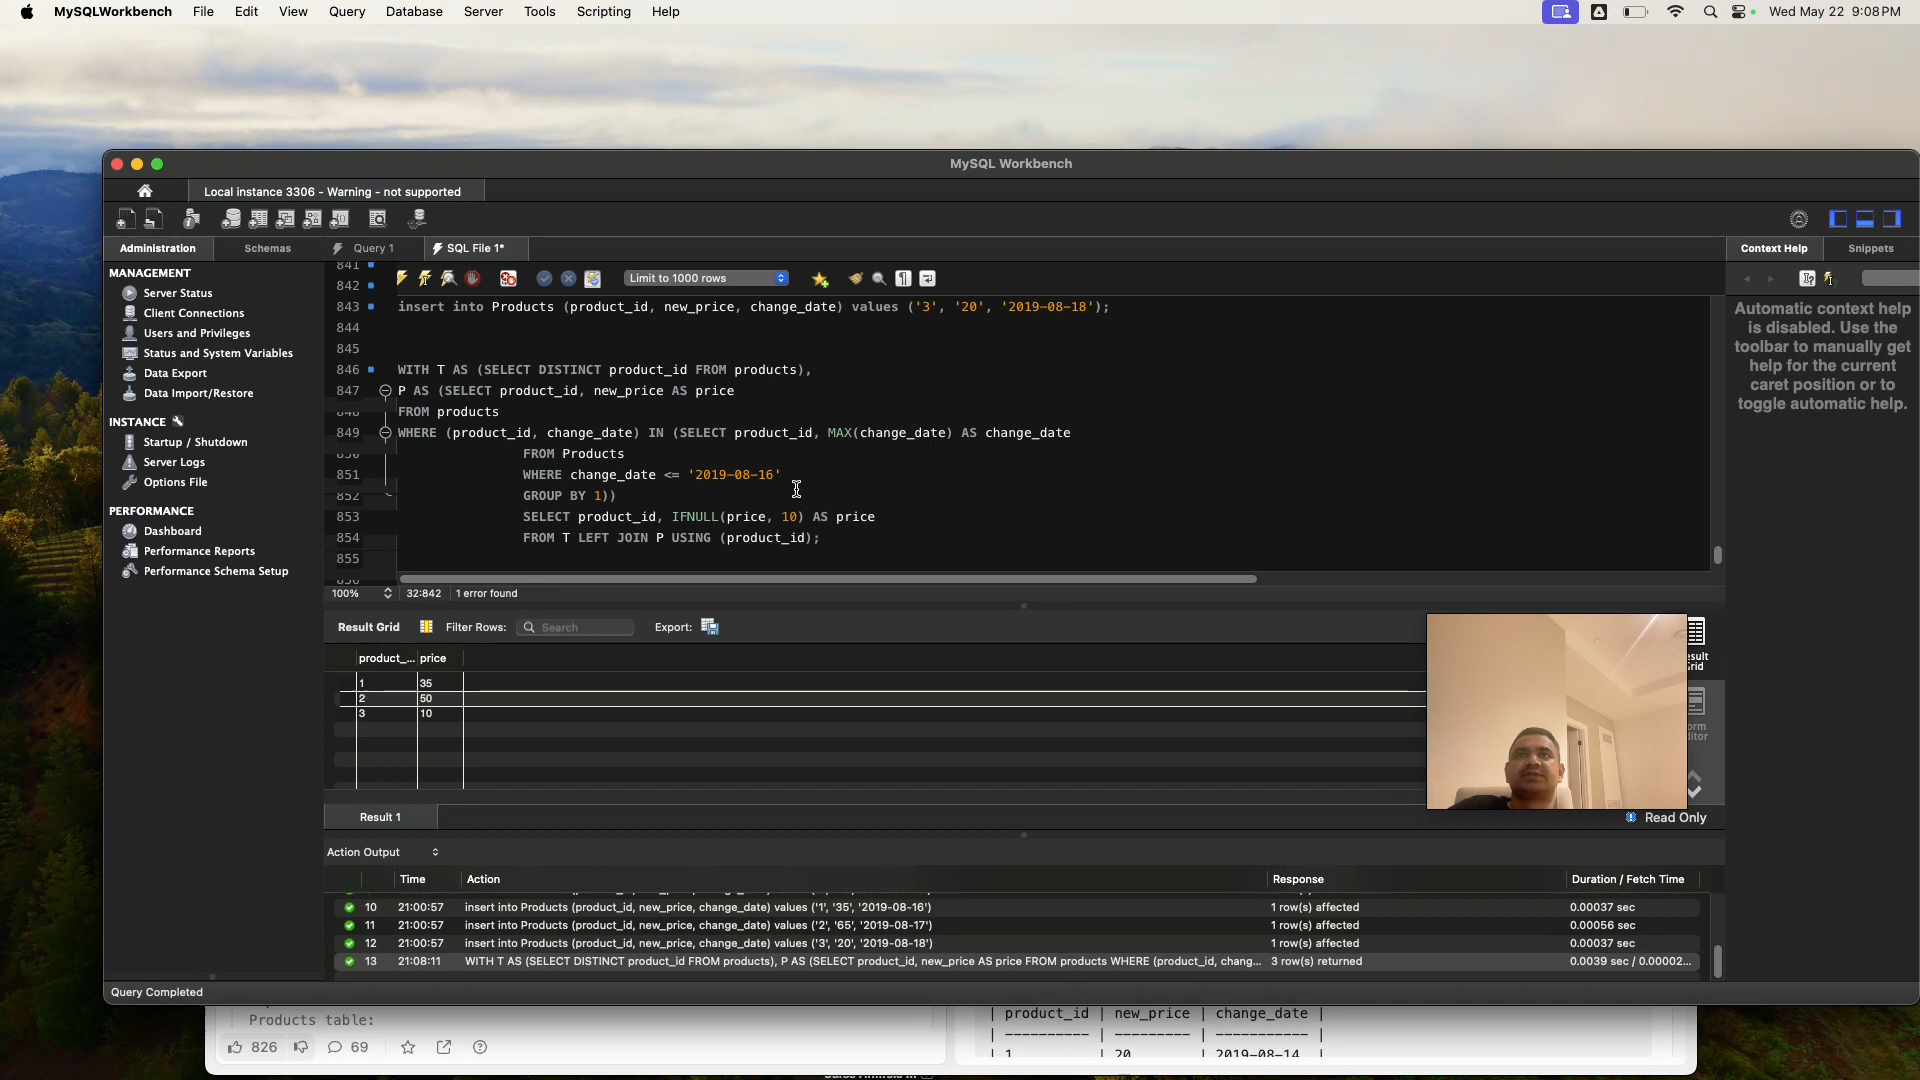 MySQLWorkbench File Edit View Query Database Server Tools Scripting Help Wed May 22 9:08 PM
MySQL Workbench
Local instance 3306 - Warning - not supported
Administration Schemas Query 1 SQL File 1* Context Help Snippets
MANAGEMENT
Server Status
Client Connections
Users and Privileges
Status and System Variables
Data Export
Data Import/Restore
INSTANCE
Startup / Shutdown
Server Logs
Options File
PERFORMANCE
Dashboard
Performance Reports
Performance Schema Setup
Limit to 1000 rows
841
842
843 insert into Products (product_id, new_price, change_date) values ('3', '20', '2019-08-18');
844
845
846 WITH T AS (SELECT DISTINCT product_id FROM products),
847 P AS (SELECT product_id, new_price AS price
848 FROM products
849 WHERE (product_id, change_date) IN (SELECT product_id, MAX(change_date) AS change_date
850 FROM Products
851 WHERE change_date <= '2019-08-16'
852 GROUP BY 1))
853 SELECT product_id, IFNULL(price, 10) AS price
854 FROM T LEFT JOIN P USING (product_id);
855
856
100% 32:842 1 error found
Automatic context help
is disabled. Use the
toolbar to manually get
help for the current
caret position or to
toggle automatic help.
Result Grid Filter Rows: Search Export:
product_... price
1 35
2 50
3 10
Result 1
Read Only
Action Output
Time Action Response Duration / Fetch Time
10 21:00:57 insert into Products (product_id, new_price, change_date) values ('1', '35', '2019-08-16') 1 row(s) affected 0.00037 sec
11 21:00:57 insert into Products (product_id, new_price, change_date) values ('2', '65', '2019-08-17') 1 row(s) affected 0.00056 sec
12 21:00:57 insert into Products (product_id, new_price, change_date) values ('3', '20', '2019-08-18') 1 row(s) affected 0.00037 sec
13 21:08:11 WITH T AS (SELECT DISTINCT product_id FROM products), P AS (SELECT product_id, new_price AS price FROM products WHERE (product_id, chang... 3 row(s) returned 0.0039 sec / 0.00002...
Query Completed
Products table:
826 69
| product_id | new_price | change_date |
| ---------- | --------- | ----------- |
| 1 | 20 | 2019-08-14